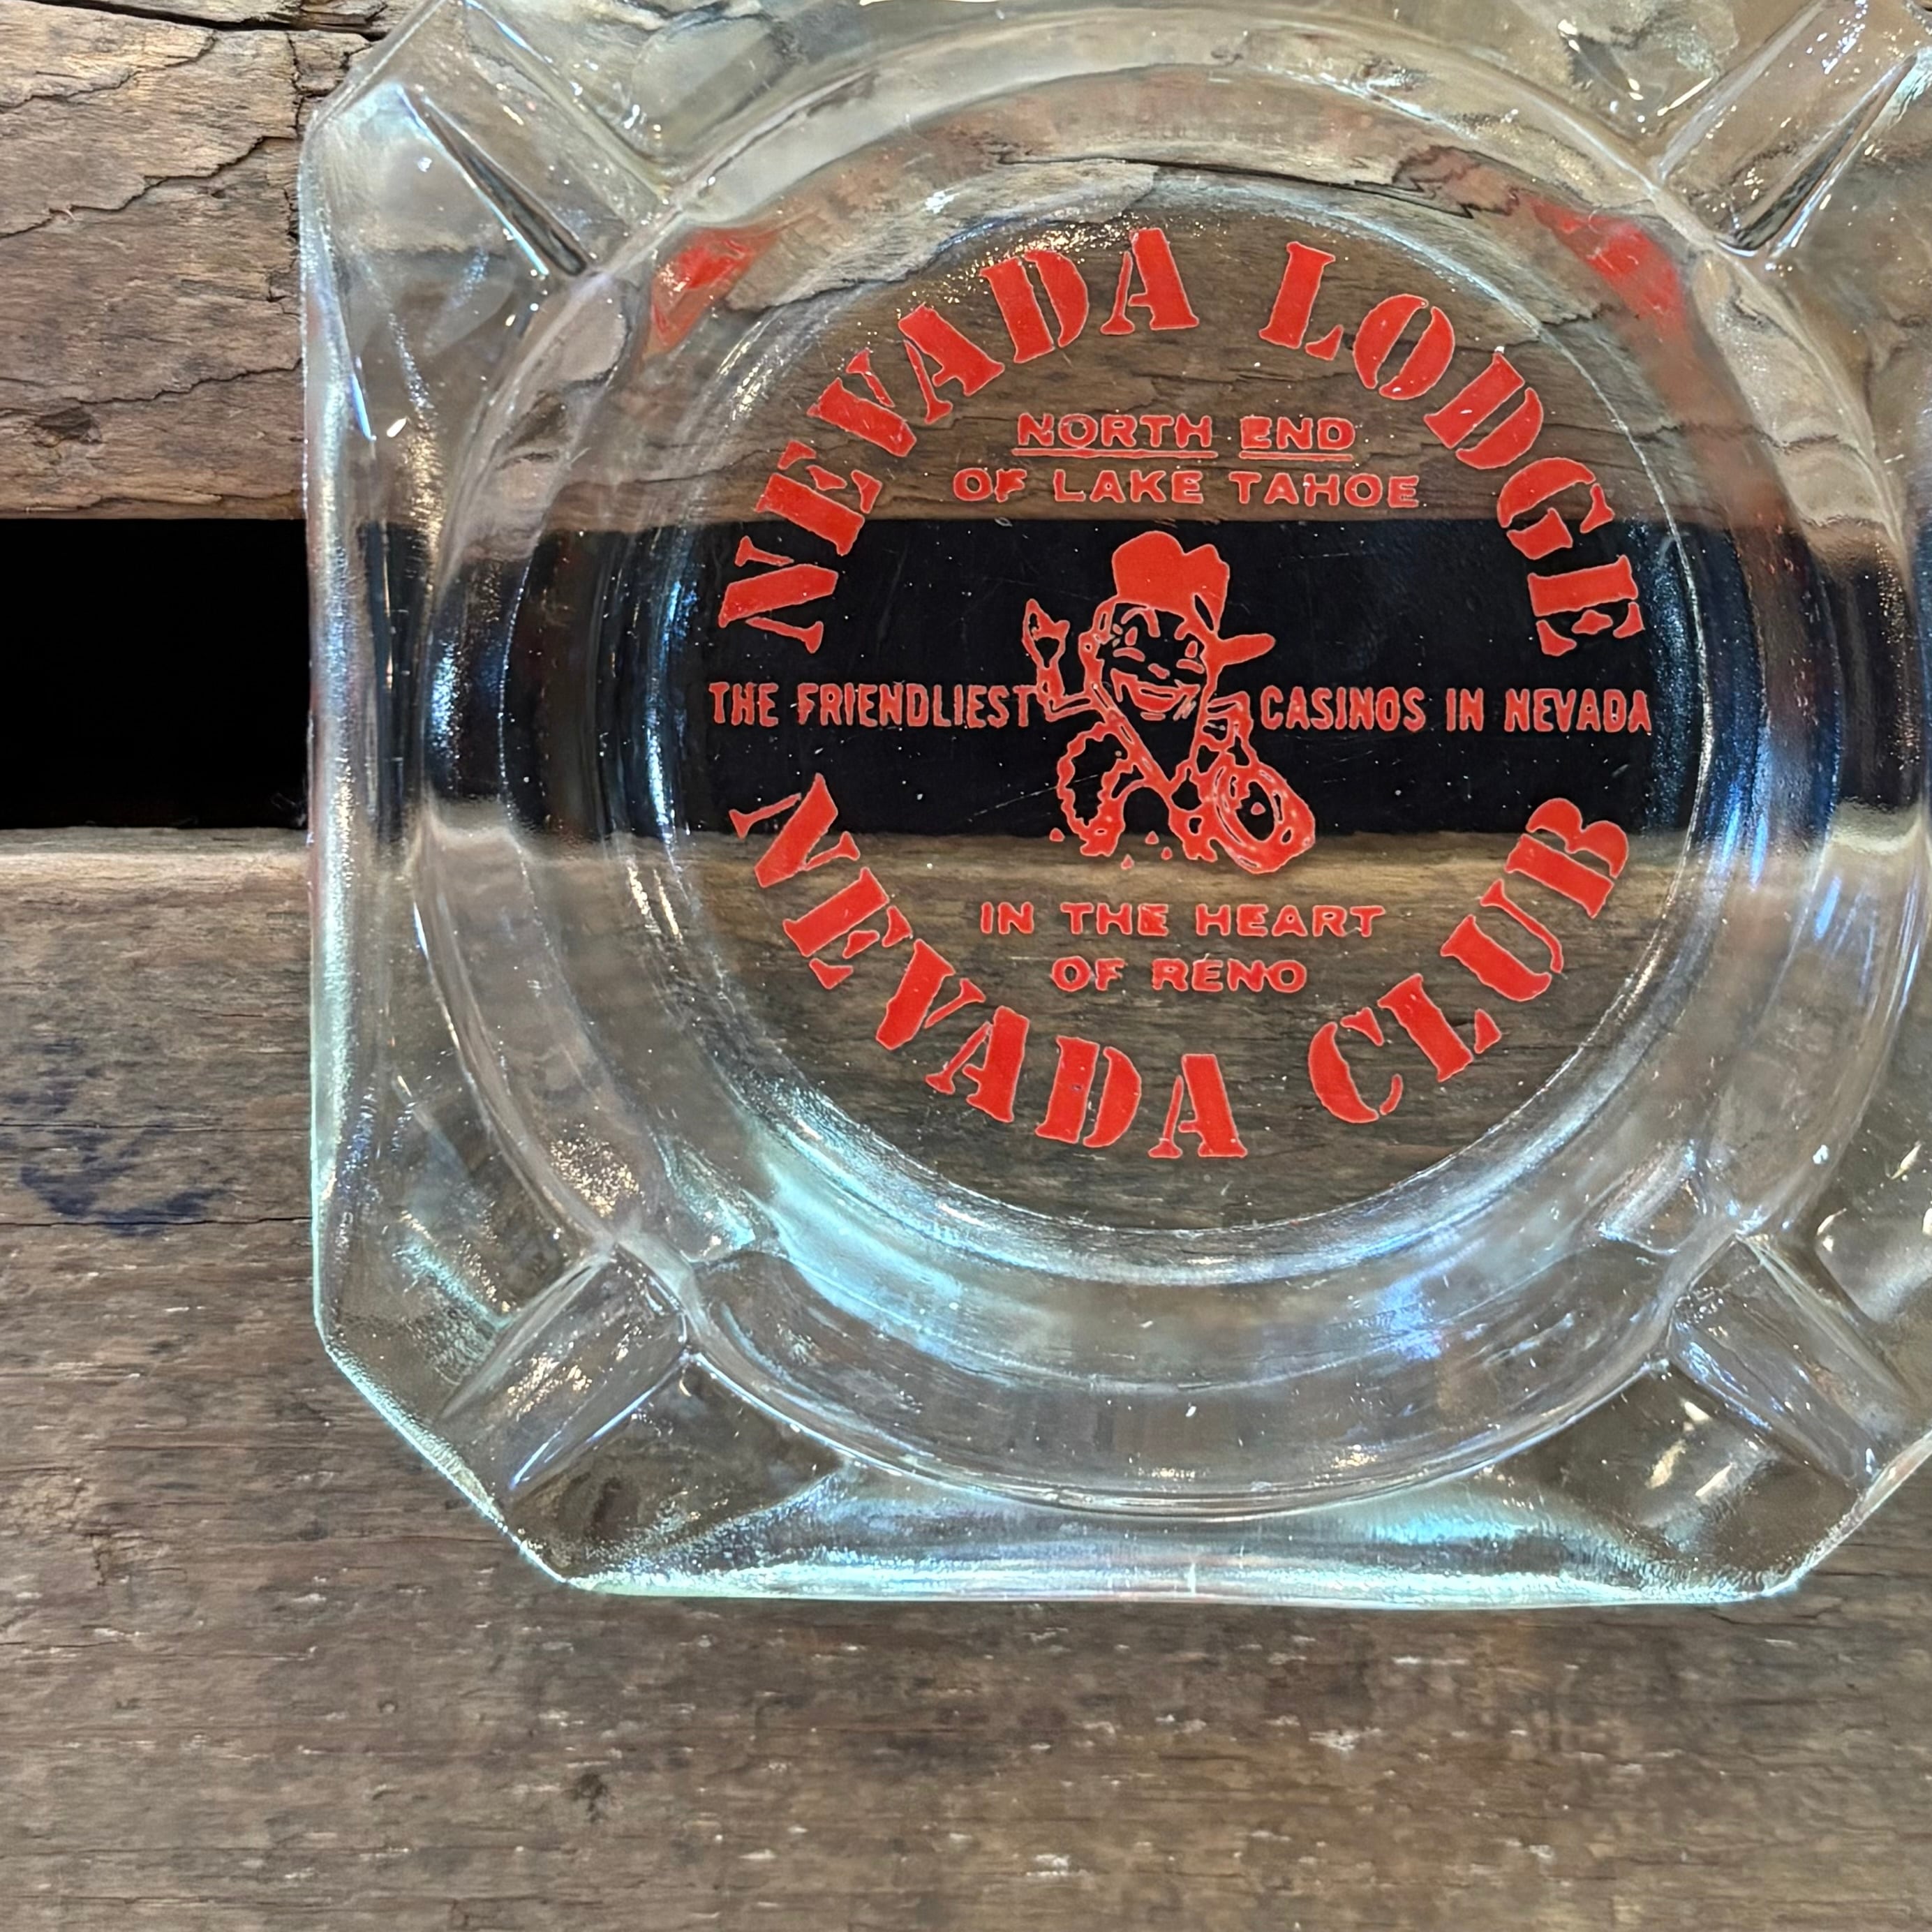 NEVADA LODGE
NORTH END
OF LAKE TAHOE
THE FRIENDLIEST CASINOS IN NEVADA
IN THE HEART
OF RENO
NEVADA CLUB